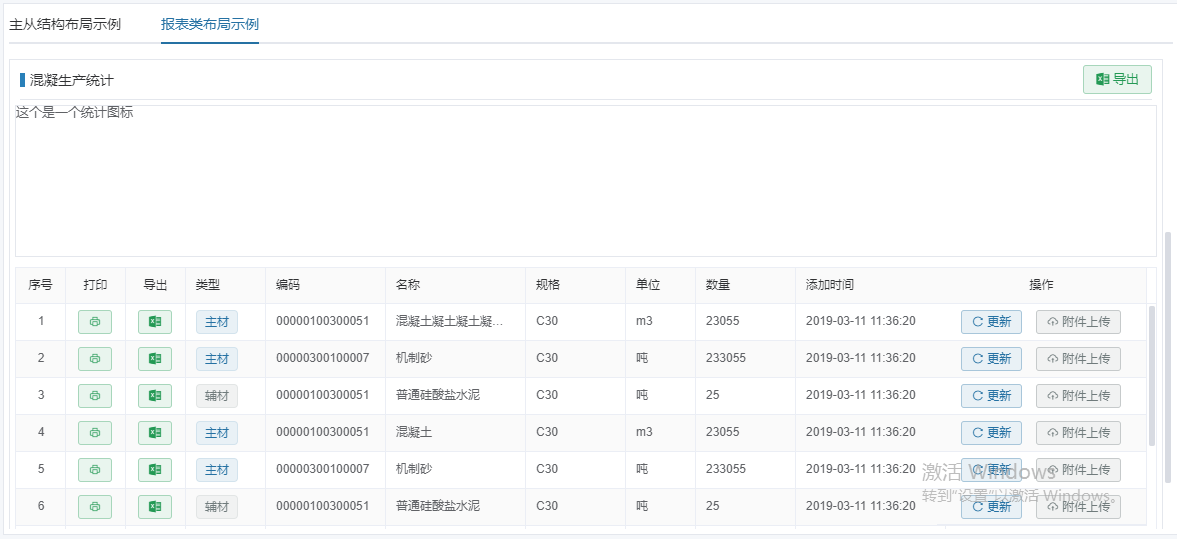 主从结构布局示例 报表类布局示例
混凝生产统计 导出
这个是一个统计图标
序号 打印 导出 类型 编码 名称 规格 单位 数量 添加时间 操作
1 主材 00000100300051 混凝土凝土凝土凝... C30 m3 23055 2019-03-11 11:36:20 更新 附件上传
2 主材 00000300100007 机制砂 C30 吨 233055 2019-03-11 11:36:20 更新 附件上传
3 辅材 00000100300051 普通硅酸盐水泥 C30 吨 25 2019-03-11 11:36:20 更新 附件上传
4 主材 00000100300051 混凝土 C30 m3 23055 2019-03-11 11:36:20 更新 附件上传
5 主材 00000300100007 机制砂 C30 吨 233055 2019-03-11 11:36:20 更新 附件上传
激活 Windows
转到“设置”以激活 Windows。
6 辅材 00000100300051 普通硅酸盐水泥 C30 吨 25 2019-03-11 11:36:20 更新 附件上传